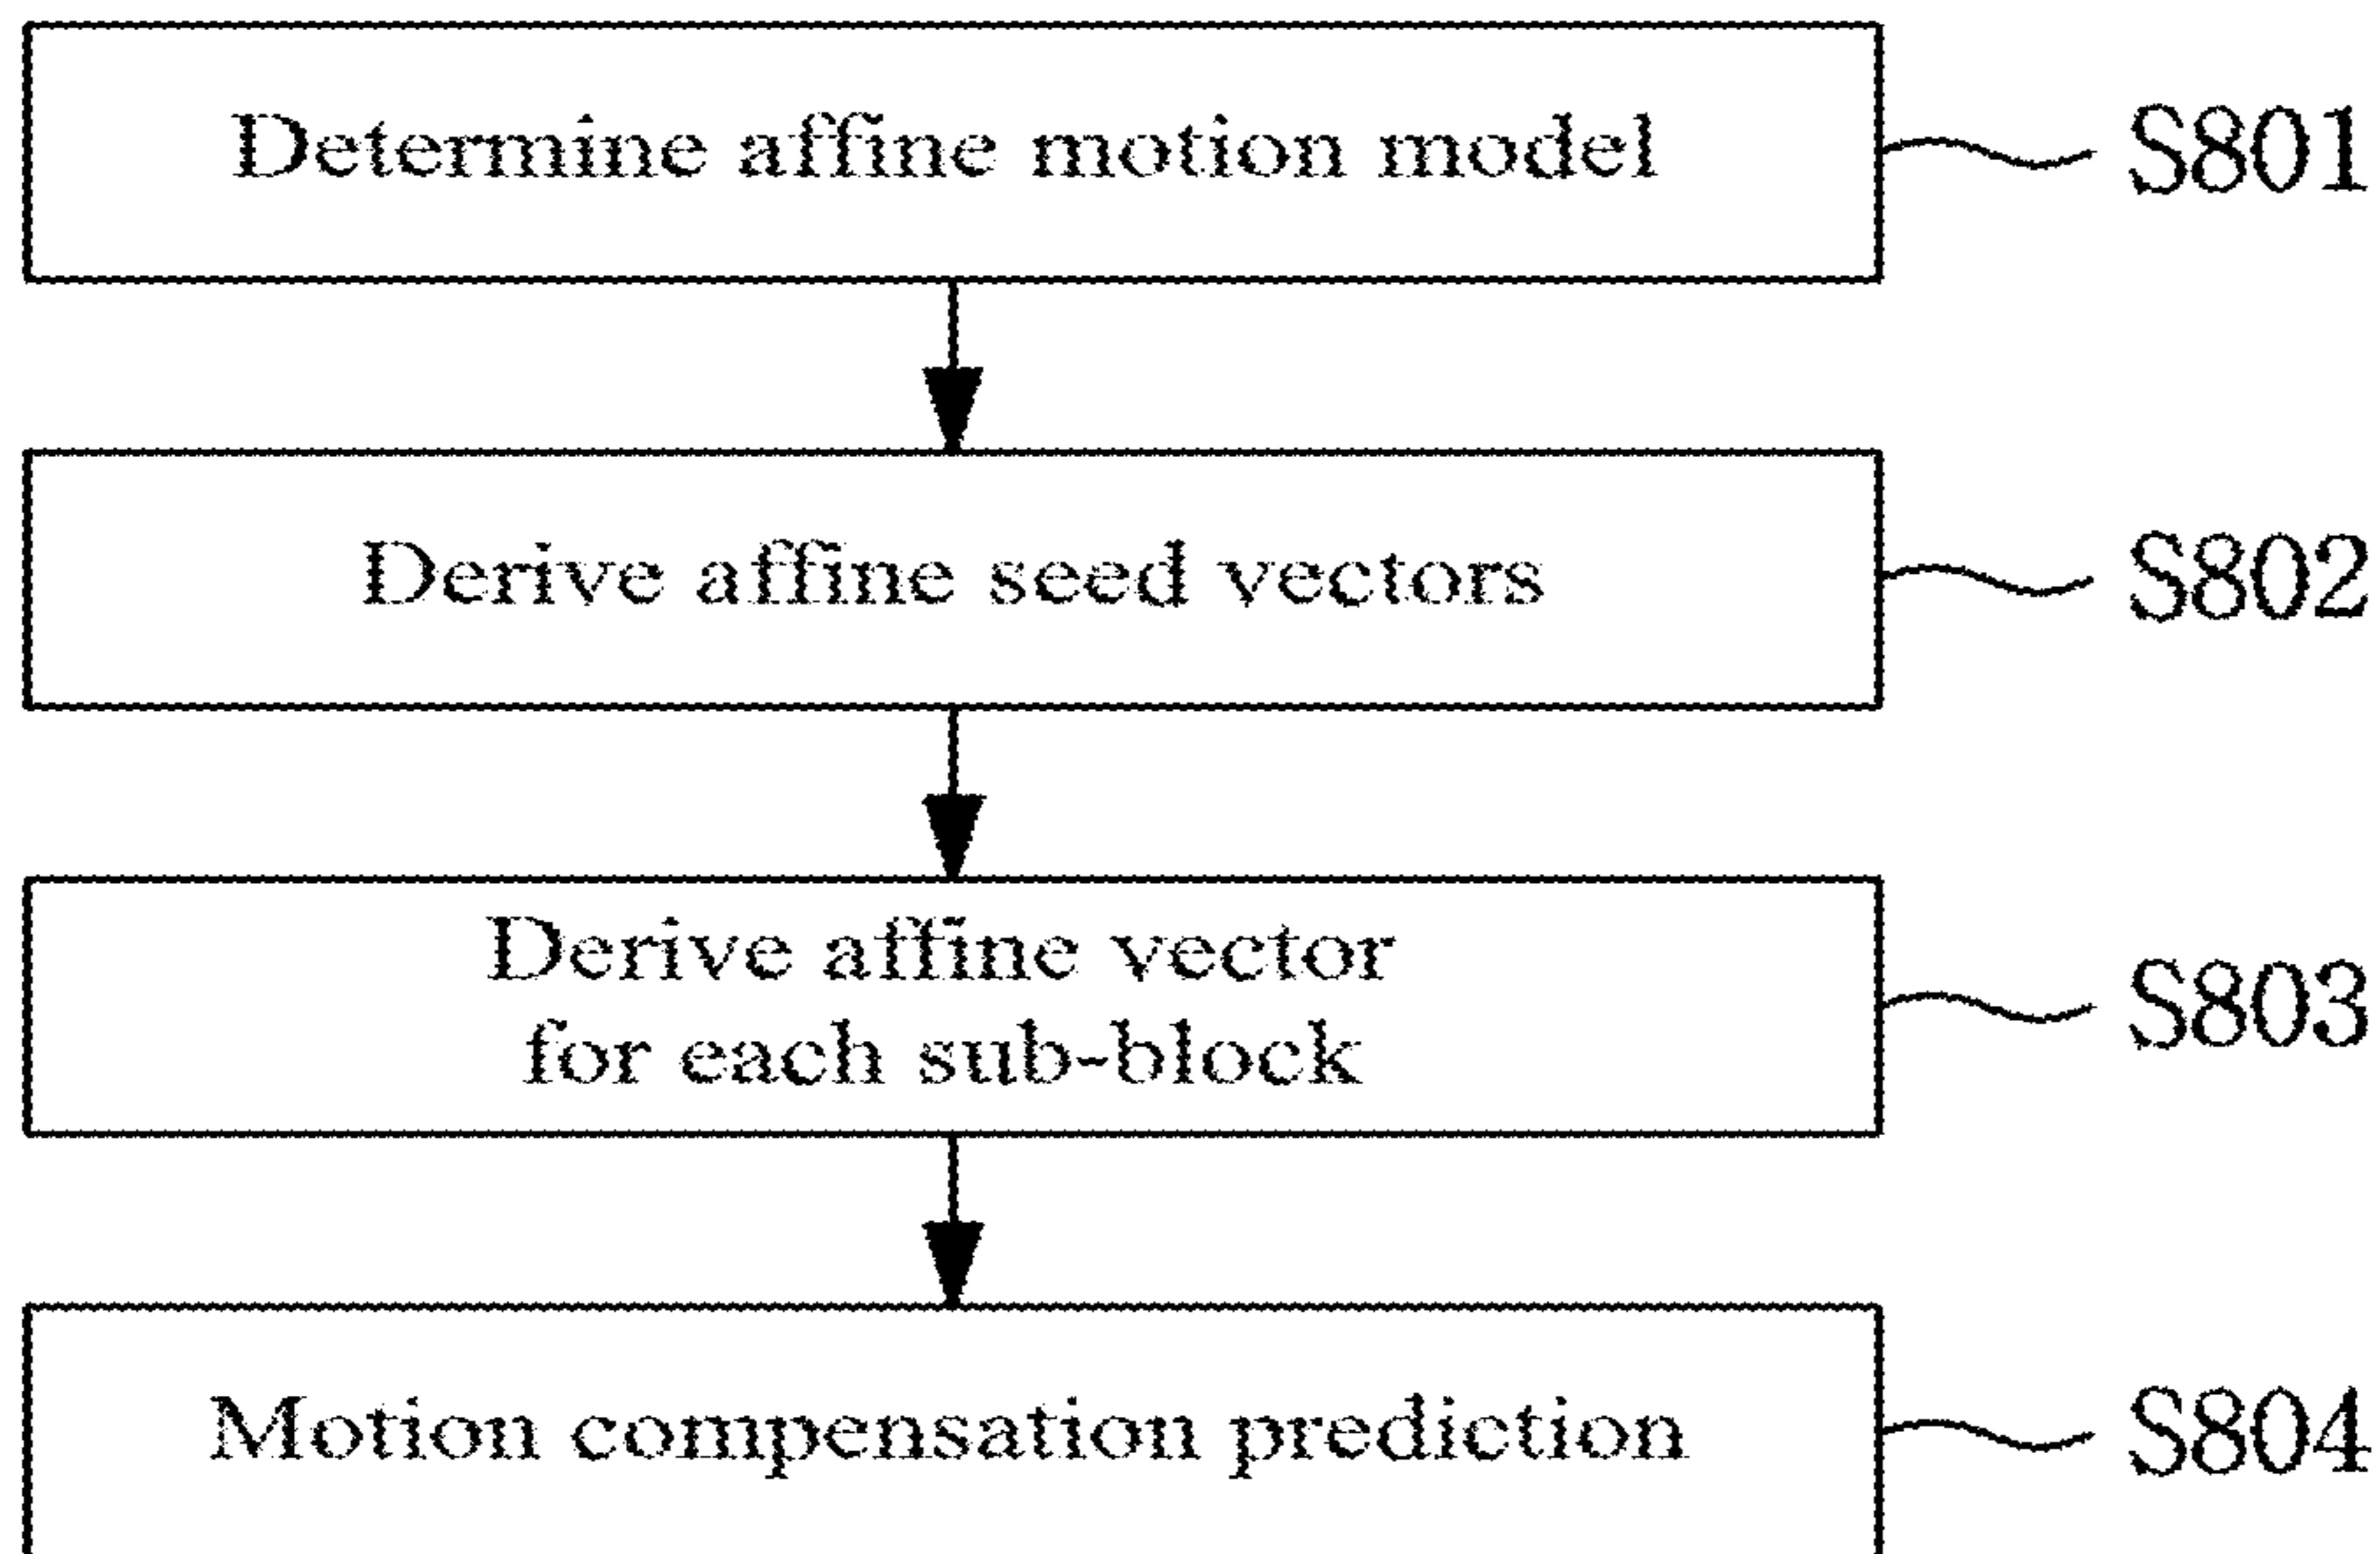 Determine affine motion model
S801
Derive affine seed vectors
S802
Derive affine vector
for each sub-block
S803
Motion compensation prediction
S804